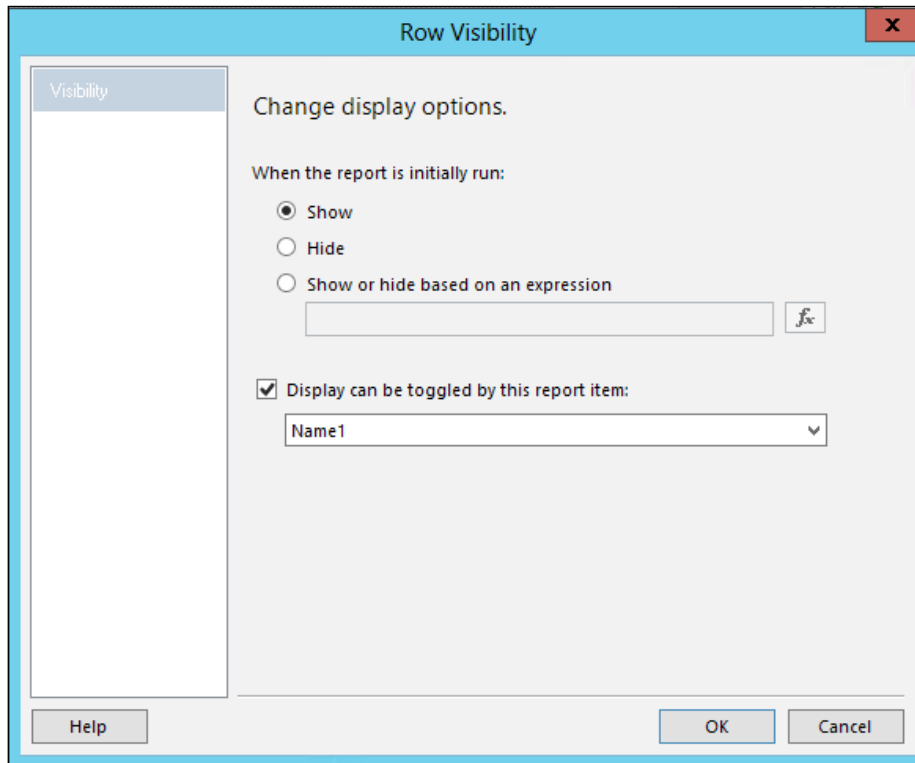 Row Visibility
x
Visibility
Change display options.
When the report is initially run:
Show
Hide
Show or hide based on an expression
fx
Display can be toggled by this report item:
Name1
Help
OK
Cancel